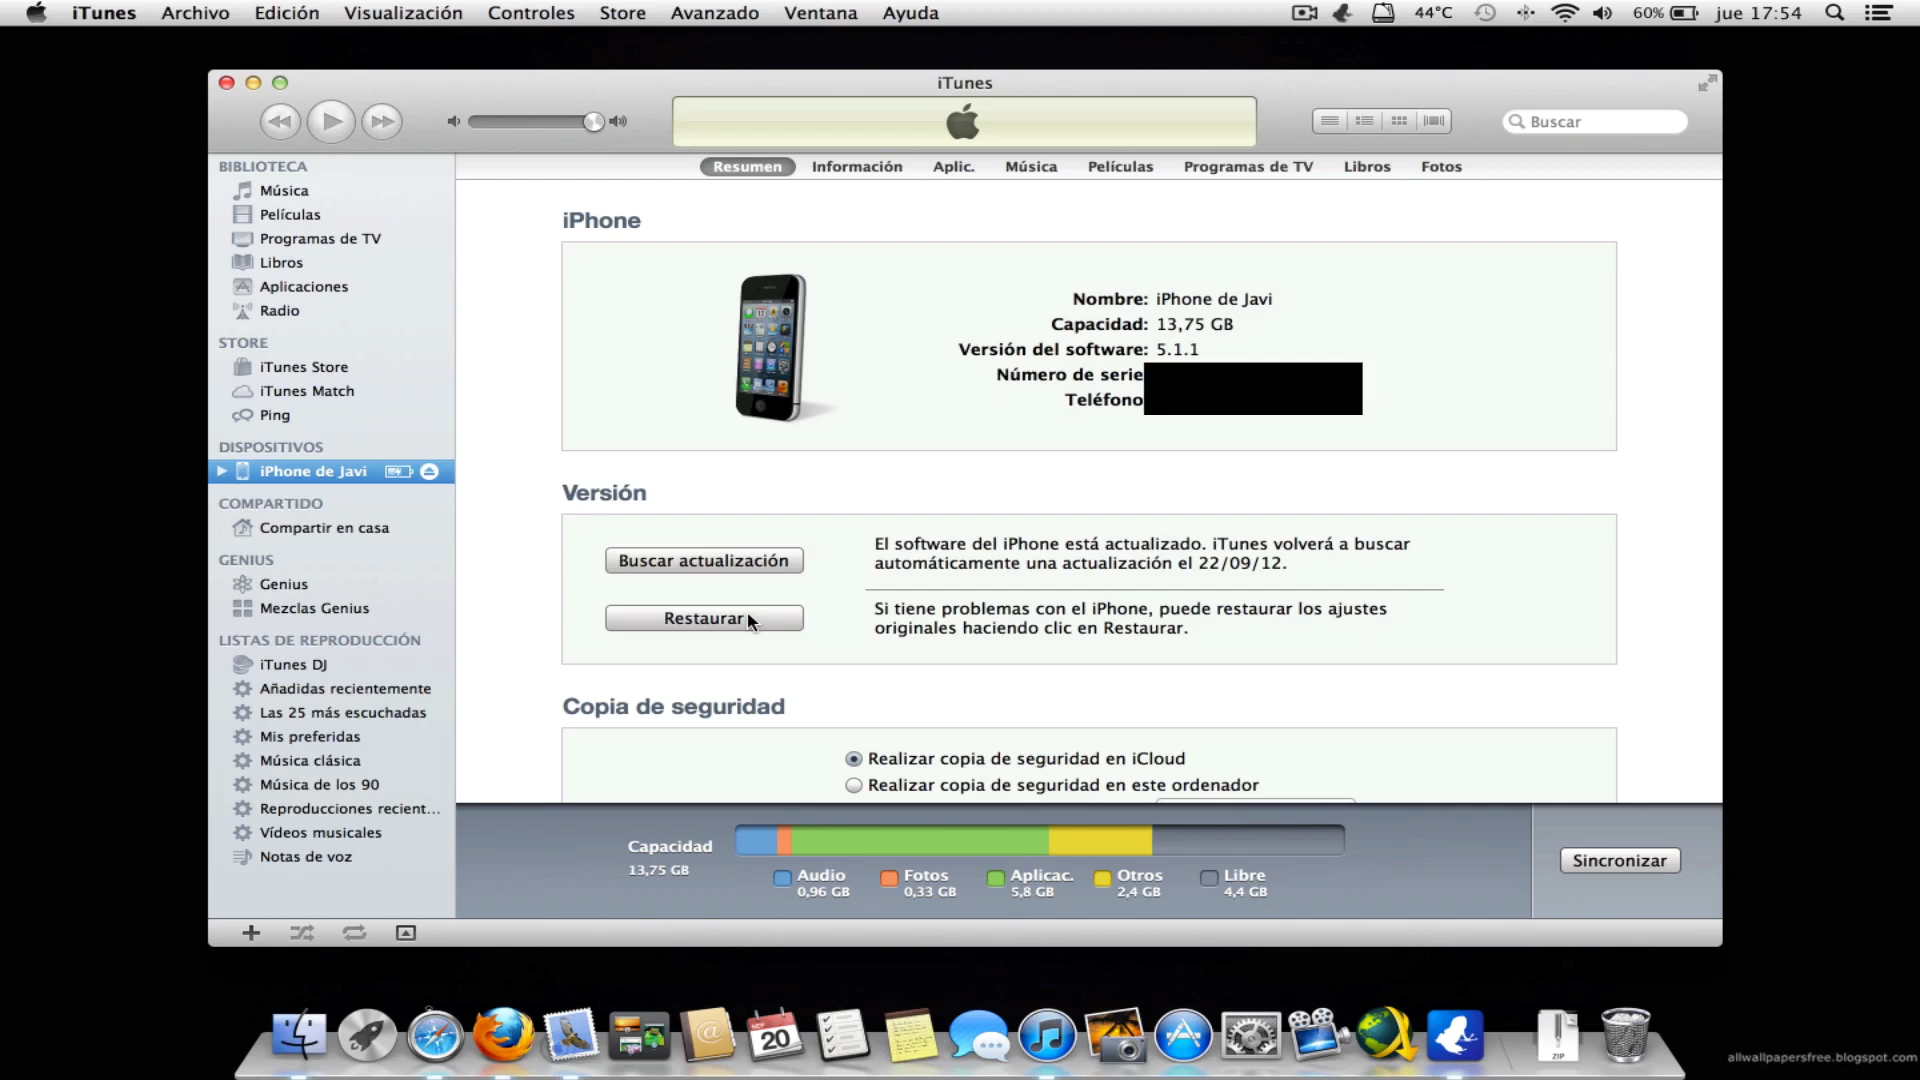 iTunes Archivo Edición Visualización Controles Store Avanzado Ventana Ayuda 44°C 60% jue 17:54
iTunes
Buscar
Resumen Información Aplic. Música Películas Programas de TV Libros Fotos
BIBLIOTECA
Música
Películas
Programas de TV
Libros
Aplicaciones
Radio
STORE
iTunes Store
iTunes Match
Ping
DISPOSITIVOS
iPhone de Javi
COMPARTIDO
Compartir en casa
GENIUS
Genius
Mezclas Genius
LISTAS DE REPRODUCCIÓN
iTunes DJ
Añadidas recientemente
Las 25 más escuchadas
Mis preferidas
Música clásica
Música de los 90
Reproducciones recient...
Vídeos musicales
Notas de voz
iPhone
Nombre: iPhone de Javi
Capacidad: 13,75 GB
Versión del software: 5.1.1
Número de serie
Teléfono
Versión
Buscar actualización
El software del iPhone está actualizado. iTunes volverá a buscar
automáticamente una actualización el 22/09/12.
Restaurar
Si tiene problemas con el iPhone, puede restaurar los ajustes
originales haciendo clic en Restaurar.
Copia de seguridad
Realizar copia de seguridad en iCloud
Realizar copia de seguridad en este ordenador
Capacidad
13,75 GB
Audio
0,96 GB
Fotos
0,33 GB
Aplicac.
5,8 GB
Otros
2,4 GB
Libre
4,4 GB
Sincronizar
SEP
20
ZIP
allwallpapersfree.blogspot.com